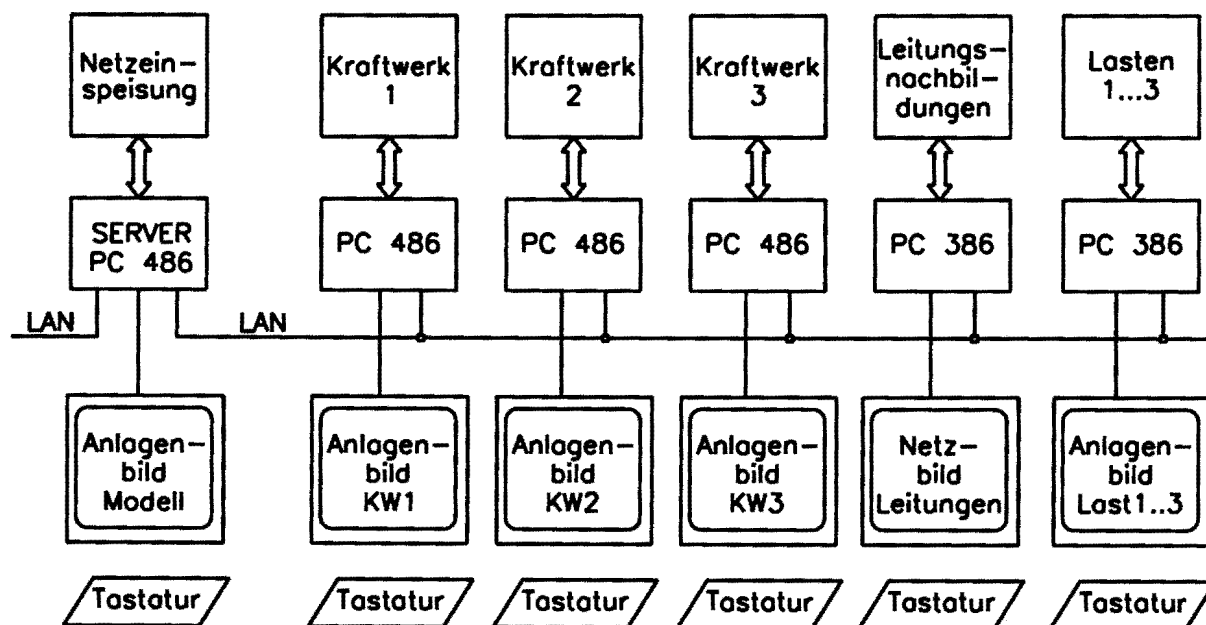 Netzein-
speisung
Kraftwerk
1
Kraftwerk
2
Kraftwerk
3
Leitungs-
nachbil-
dungen
Lasten
1...3
SERVER
PC 486
PC 486
PC 486
PC 486
PC 386
PC 386
LAN
LAN
Anlagen-
bild
Modell
Anlagen-
bild
KW1
Anlagen-
bild
KW2
Anlagen-
bild
KW3
Netz-
bild
Leitungen
Anlagen-
bild
Last1..3
Tastatur
Tastatur
Tastatur
Tastatur
Tastatur
Tastatur